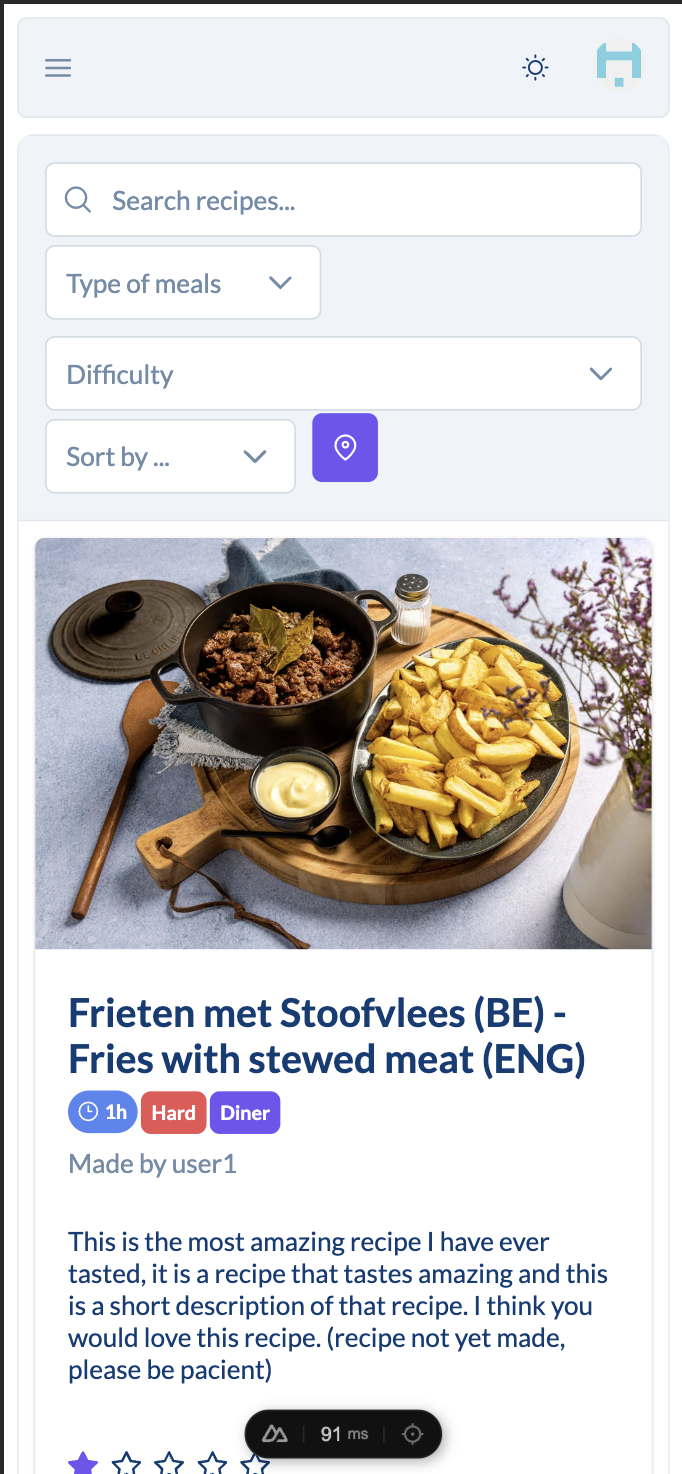 Search recipes...
Type of meals
Difficulty
Sort by ...
Frieten met Stoofvlees (BE) -
Fries with stewed meat (ENG)
1h Hard Diner
Made by user1
This is the most amazing recipe I have ever
tasted, it is a recipe that tastes amazing and this
is a short description of that recipe. I think you
would love this recipe. (recipe not yet made,
please be pacient)
91 ms